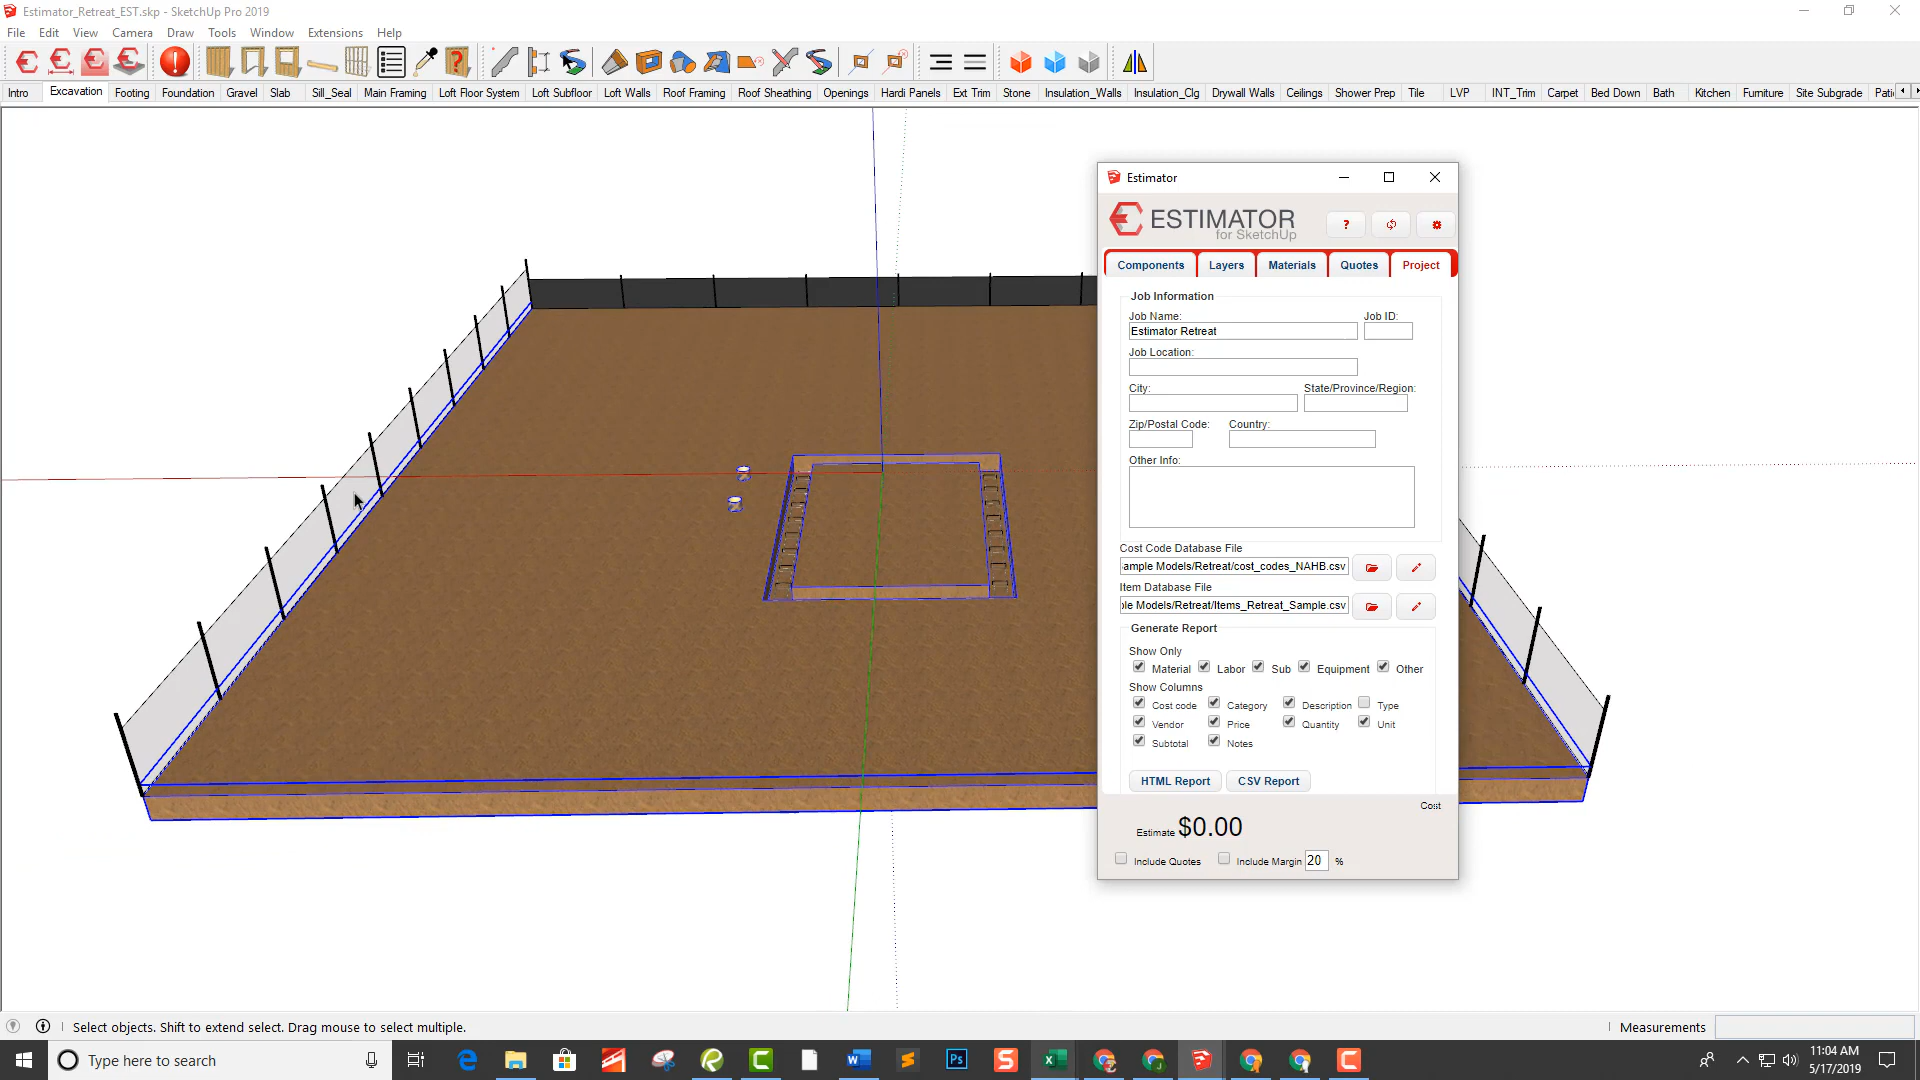 Estimator_Retreat_EST.skp - SketchUp Pro 2019
File Edit View Camera Draw Tools Window Extensions Help
Intro Excavation Footing Foundation Gravel Slab Sill_Seal Main Framing Loft Floor System Loft Subfloor Loft Walls Roof Framing Roof Sheathing Openings Hardi Panels Ext Trim Stone Insulation_Walls Insulation_Clg Drywall Walls Ceilings Shower Prep Tile LVP INT_Trim Carpet Bed Down Bath Kitchen Furniture Site Subgrade Pati
Estimator
ESTIMATOR
for SketchUp
?
Components Layers Materials Quotes Project
Job Information
Job Name: Job ID:
Estimator Retreat
Job Location:
City: State/Province/Region:
Zip/Postal Code: Country:
Other Info:
Cost Code Database File
ample Models/Retreat/cost_codes_NAHB.csv
Item Database File
le Models/Retreat/Items_Retreat_Sample.csv
Generate Report
Show Only
Material Labor Sub Equipment Other
Show Columns
Cost code Category Description Type
Vendor Price Quantity Unit
Subtotal Notes
HTML Report CSV Report
Cost
Estimate $0.00
Include Quotes Include Margin 20 %
Select objects. Shift to extend select. Drag mouse to select multiple.
Measurements
Type here to search
11:04 AM
5/17/2019